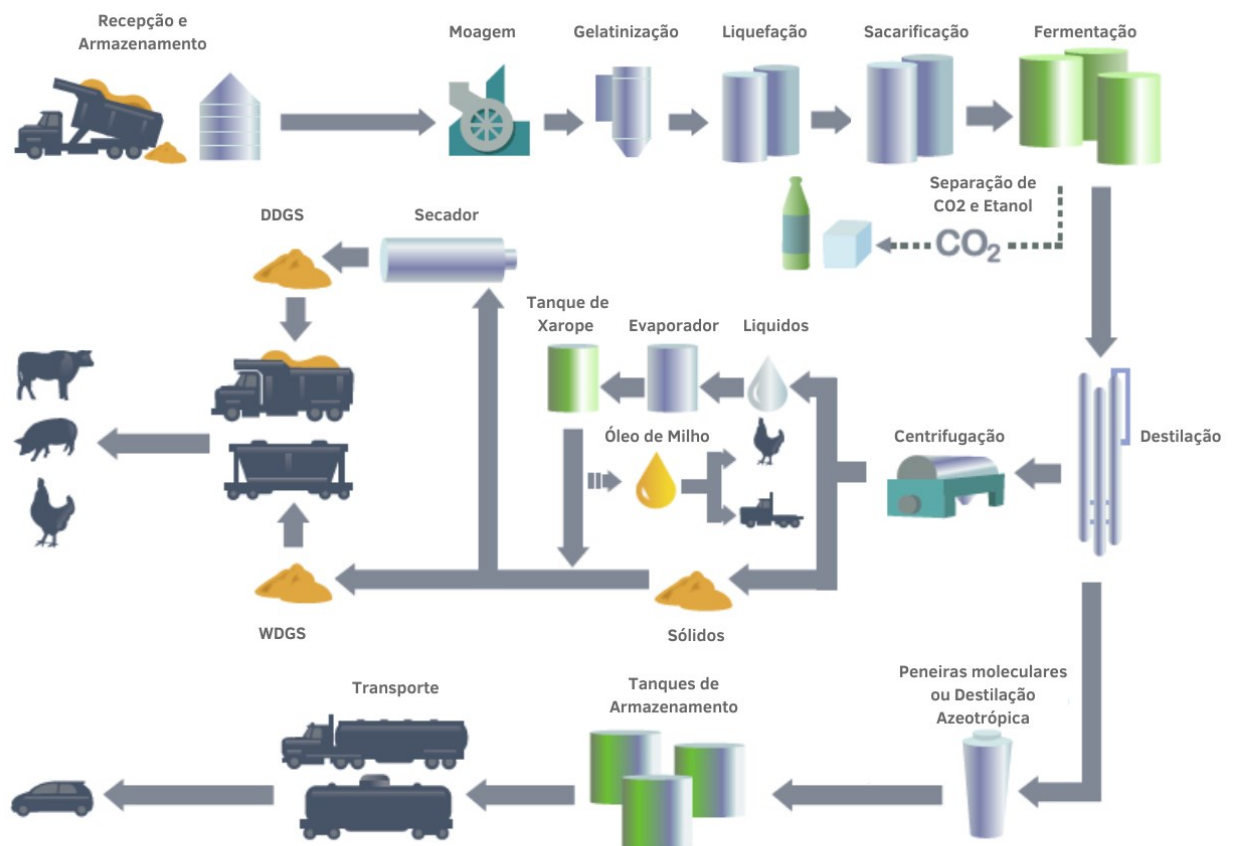 Recepção e
Armazenamento
Moagem
Gelatinização
Liquefação
Sacarificação
Fermentação
Separação de
CO2 e Etanol
CO₂
DDGS
Secador
Tanque de
Xarope
Evaporador
Liquidos
Óleo de Milho
Centrifugação
Destilação
WDGS
Sólidos
Peneiras moleculares
ou Destilação
Azeotrópica
Tanques de
Armazenamento
Transporte